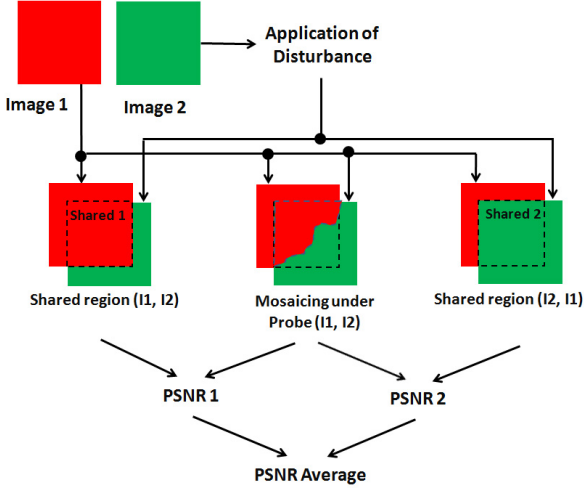 Image 1
Image 2
Application of
Disturbance
Shared 1
Shared 2
Shared region (I1, I2)
Mosaicing under
Probe (I1, I2)
Shared region (I2, I1)
PSNR 1
PSNR 2
PSNR Average